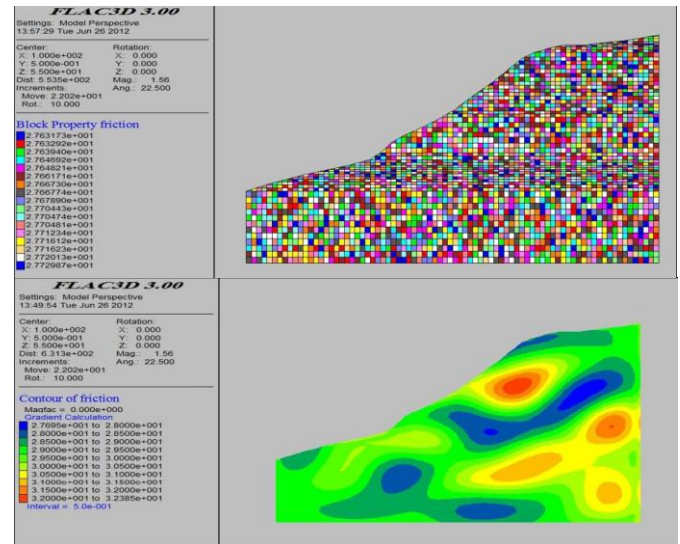 FLAC3D 3.00
Settings: Model Perspective
13:57:29 Tue Jun 26 2012
Center: Rotation:
X: 1.000e+002 X: 0.000
Y: 5.000e-001 Y: 0.000
Z: 5.500e+001 Z: 0.000
Dist: 5.535e+002 Mag.: 1.56
Increments: Ang.: 22.500
Move: 2.202e+001
Rot.: 10.000
Block Property friction
2.763173e+001
2.763292e+001
2.763940e+001
2.764692e+001
2.764821e+001
2.766171e+001
2.766730e+001
2.766774e+001
2.767890e+001
2.770443e+001
2.770474e+001
2.770481e+001
2.771234e+001
2.771612e+001
2.771623e+001
2.772013e+001
2.772987e+001
FLAC3D 3.00
Settings: Model Perspective
13:49:54 Tue Jun 26 2012
Center: Rotation:
X: 1.000e+002 X: 0.000
Y: 5.000e-001 Y: 0.000
Z: 5.500e+001 Z: 0.000
Dist: 6.313e+002 Mag.: 1.56
Increments: Ang.: 22.500
Move: 2.202e+001
Rot.: 10.000
Contour of friction
Magfac = 0.000e+000
Gradient Calculation
2.7695e+001 to 2.8000e+001
2.8000e+001 to 2.8500e+001
2.8500e+001 to 2.9000e+001
2.9000e+001 to 2.9500e+001
2.9500e+001 to 3.0000e+001
3.0000e+001 to 3.0500e+001
3.0500e+001 to 3.1000e+001
3.1000e+001 to 3.1500e+001
3.1500e+001 to 3.2000e+001
3.2000e+001 to 3.2385e+001
Interval = 5.0e-001